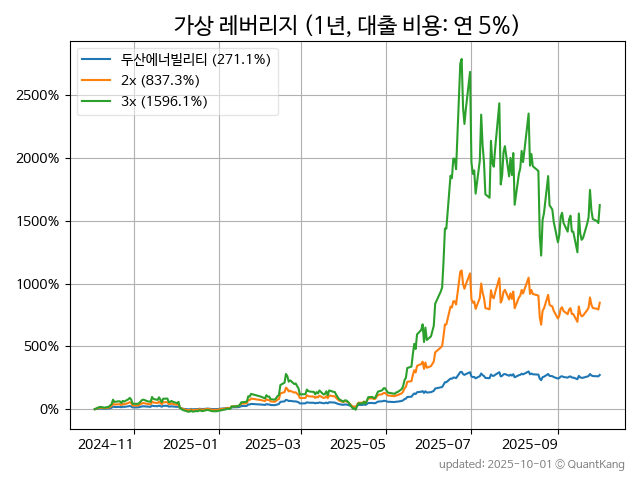 가상 레버리지 (1년, 대출 비용: 연 5%)
두산에너빌리티 (271.1%)
2x (837.3%)
3x (1596.1%)
2500%
2000%
1500%
1000%
500%
0%
2024-11 2025-01 2025-03 2025-05 2025-07 2025-09
updated: 2025-10-01 © QuantKang